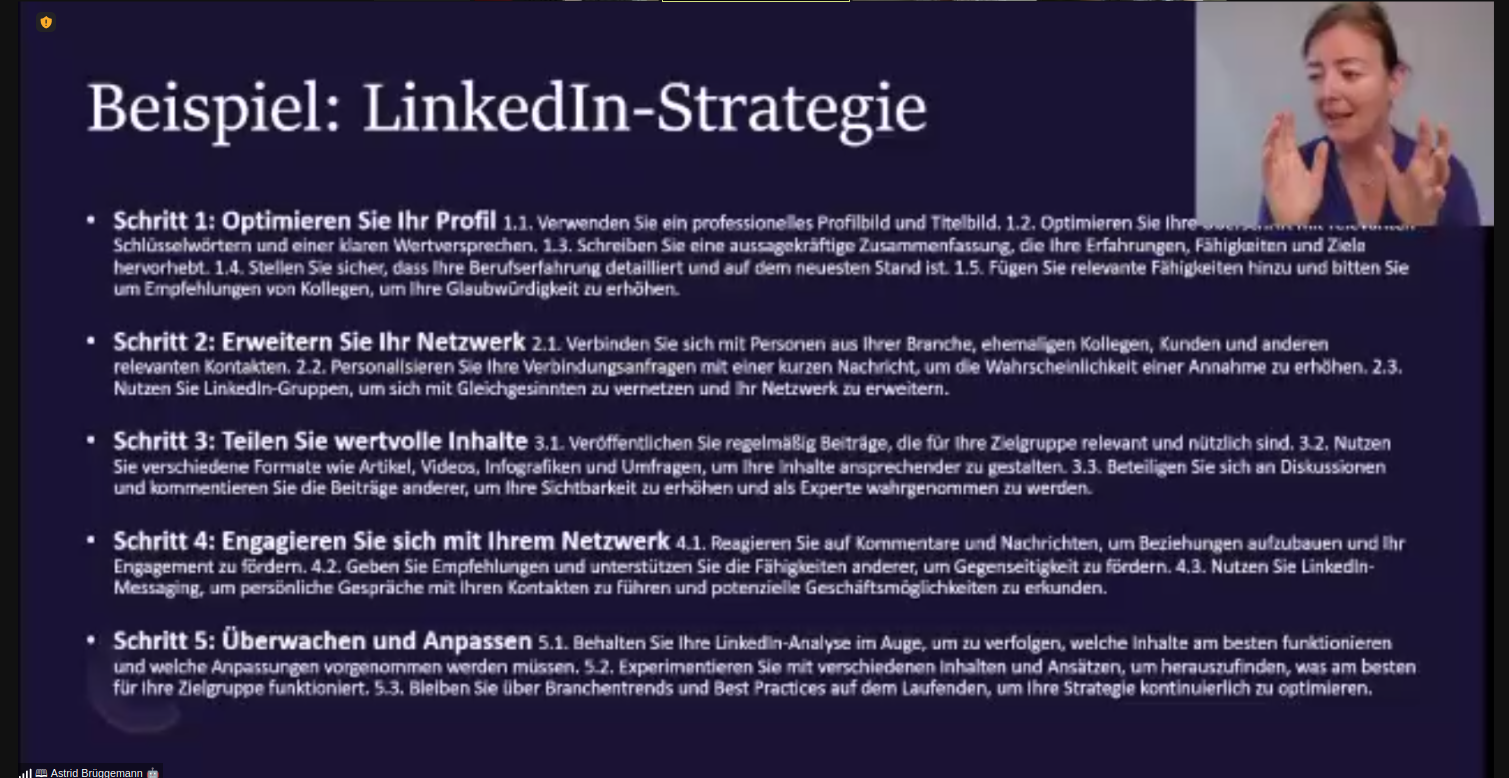 Beispiel: LinkedIn-Strategie
• Schritt 1: Optimieren Sie Ihr Profil 1.1. Verwenden Sie ein professionelles Profilbild und Titelbild. 1.2. Optimieren Sie Ihre
Schlüsselwörtern und einer klaren Wertversprechen. 1.3. Schreiben Sie eine aussagekräftige Zusammenfassung, die Ihre Erfahrungen, Fähigkeiten und Ziele
hervorhebt. 1.4. Stellen Sie sicher, dass Ihre Berufserfahrung detailliert und auf dem neuesten Stand ist. 1.5. Fügen Sie relevante Fähigkeiten hinzu und bitten Sie
um Empfehlungen von Kollegen, um Ihre Glaubwürdigkeit zu erhöhen.
• Schritt 2: Erweitern Sie Ihr Netzwerk 2.1. Verbinden Sie sich mit Personen aus Ihrer Branche, ehemaligen Kollegen, Kunden und anderen
relevanten Kontakten. 2.2. Personalisieren Sie Ihre Verbindungsanfragen mit einer kurzen Nachricht, um die Wahrscheinlichkeit einer Annahme zu erhöhen. 2.3.
Nutzen Sie LinkedIn-Gruppen, um sich mit Gleichgesinnten zu vernetzen und Ihr Netzwerk zu erweitern.
• Schritt 3: Teilen Sie wertvolle Inhalte 3.1. Veröffentlichen Sie regelmäßig Beiträge, die für Ihre Zielgruppe relevant und nützlich sind. 3.2. Nutzen
Sie verschiedene Formate wie Artikel, Videos, Infografiken und Umfragen, um Ihre Inhalte ansprechender zu gestalten. 3.3. Beteiligen Sie sich an Diskussionen
und kommentieren Sie die Beiträge anderer, um Ihre Sichtbarkeit zu erhöhen und als Experte wahrgenommen zu werden.
• Schritt 4: Engagieren Sie sich mit Ihrem Netzwerk 4.1. Reagieren Sie auf Kommentare und Nachrichten, um Beziehungen aufzubauen und Ihr
Engagement zu fördern. 4.2. Geben Sie Empfehlungen und unterstützen Sie die Fähigkeiten anderer, um Gegenseitigkeit zu fördern. 4.3. Nutzen Sie LinkedIn-
Messaging, um persönliche Gespräche mit Ihren Kontakten zu führen und potenzielle Geschäftsmöglichkeiten zu erkunden.
• Schritt 5: Überwachen und Anpassen 5.1. Behalten Sie Ihre LinkedIn-Analyse im Auge, um zu verfolgen, welche Inhalte am besten funktionieren
und welche Anpassungen vorgenommen werden müssen. 5.2. Experimentieren Sie mit verschiedenen Inhalten und Ansätzen, um herauszufinden, was am besten
für Ihre Zielgruppe funktioniert. 5.3. Bleiben Sie über Branchentrends und Best Practices auf dem Laufenden, um Ihre Strategie kontinuierlich zu optimieren.
Astrid Brüggemann